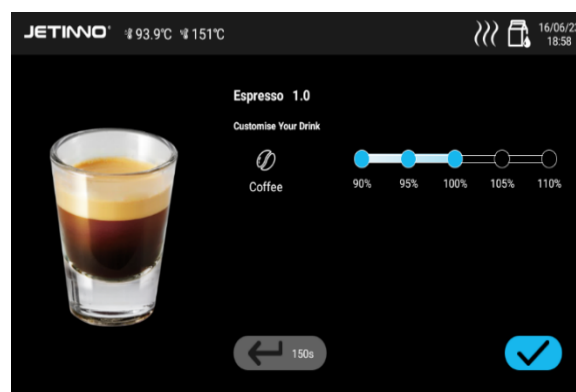 JETINNO 93.9℃ 151℃ 16/06/23
18:58
Espresso 1.0
Customise Your Drink
Coffee
90% 95% 100% 105% 110%
150s